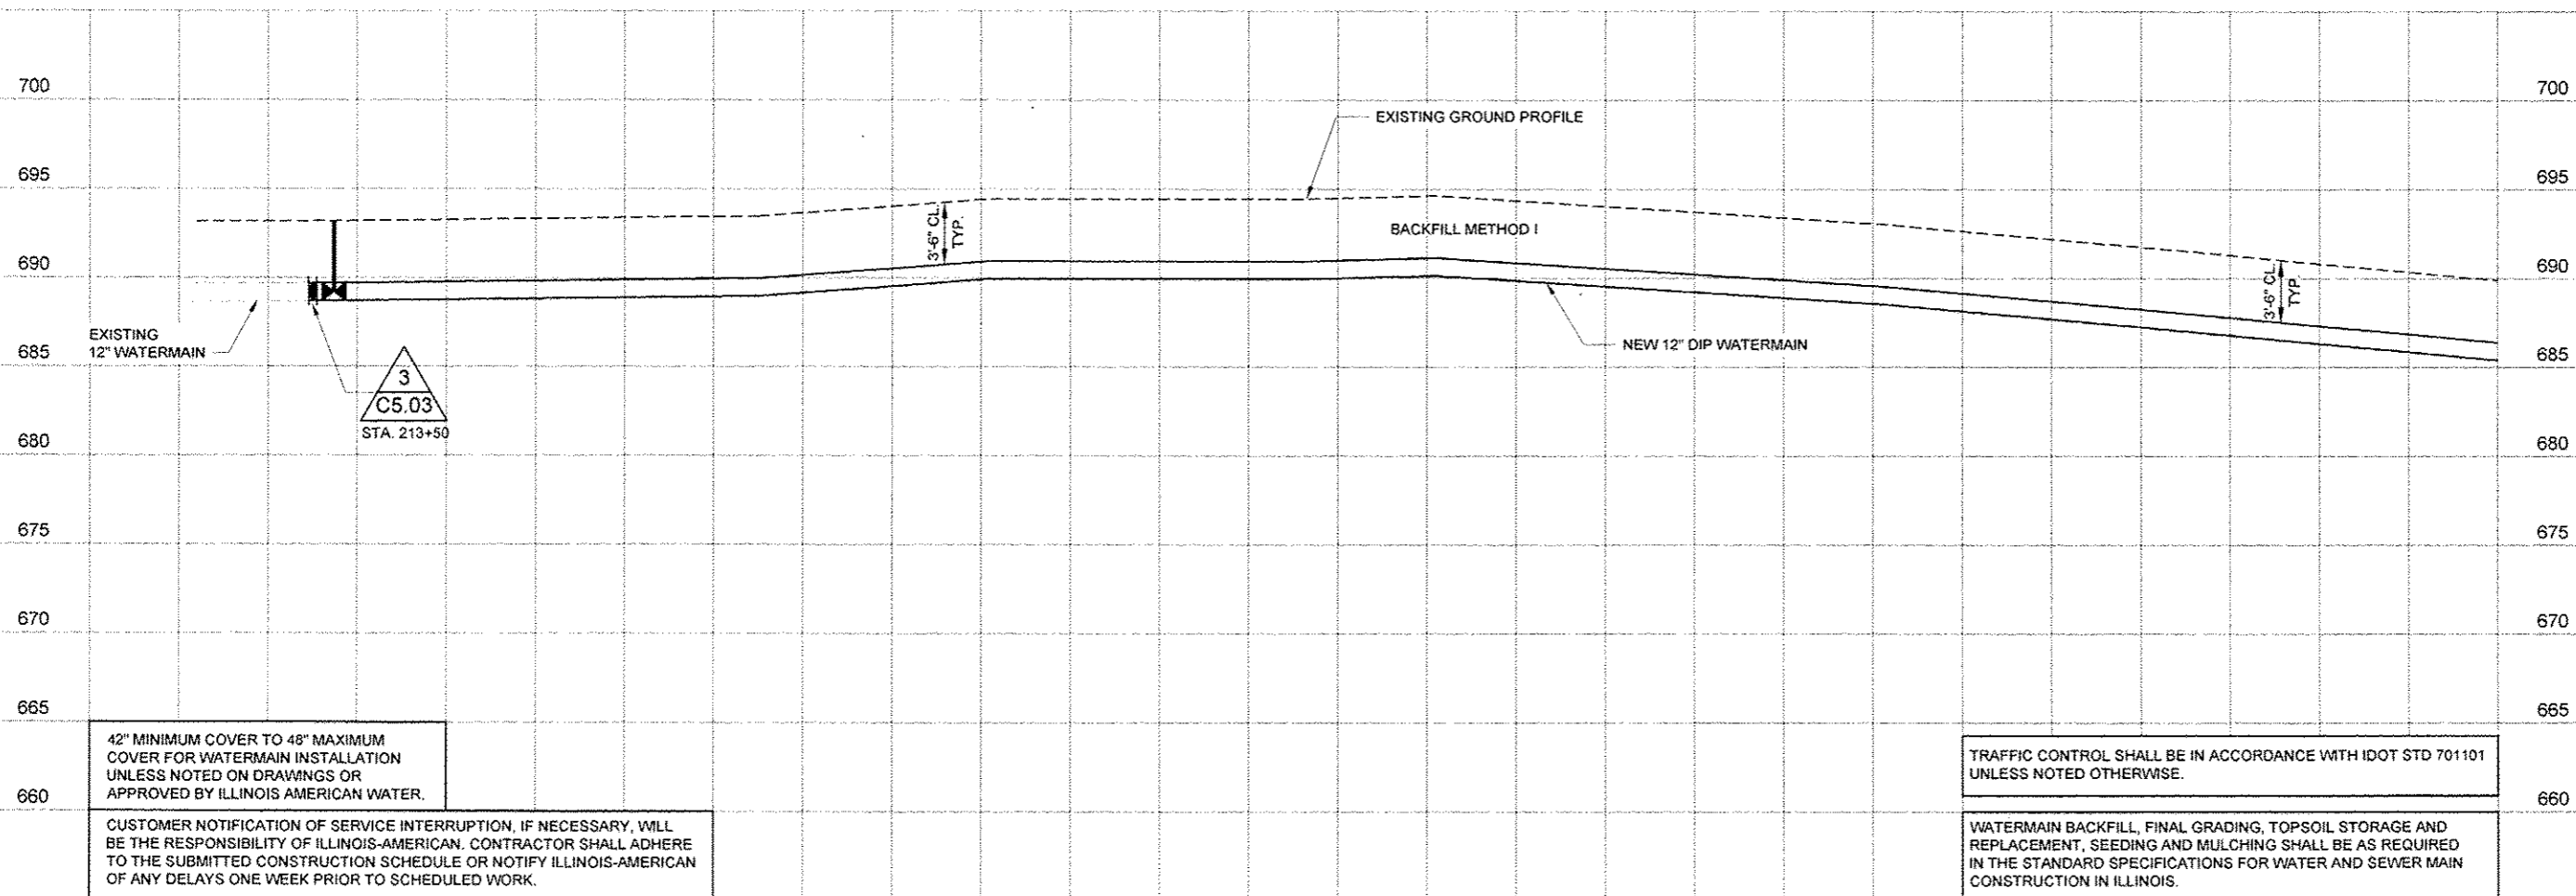 700
700
EXISTING GROUND PROFILE
695
695
3'-6" CL.
TYP.
BACKFILL METHOD I
690
690
3'-6" CL.
TYP.
EXISTING
12" WATERMAIN
NEW 12" DIP WATERMAIN
685
685
3
C5.03
STA. 213+50
680
680
675
675
670
670
665
665
42" MINIMUM COVER TO 48" MAXIMUM
COVER FOR WATERMAIN INSTALLATION
UNLESS NOTED ON DRAWINGS OR
APPROVED BY ILLINOIS AMERICAN WATER.
TRAFFIC CONTROL SHALL BE IN ACCORDANCE WITH IDOT STD 701101
UNLESS NOTED OTHERWISE.
660
660
CUSTOMER NOTIFICATION OF SERVICE INTERRUPTION, IF NECESSARY, WILL
BE THE RESPONSIBILITY OF ILLINOIS-AMERICAN. CONTRACTOR SHALL ADHERE
TO THE SUBMITTED CONSTRUCTION SCHEDULE OR NOTIFY ILLINOIS-AMERICAN
OF ANY DELAYS ONE WEEK PRIOR TO SCHEDULED WORK.
WATERMAIN BACKFILL, FINAL GRADING, TOPSOIL STORAGE AND
REPLACEMENT, SEEDING AND MULCHING SHALL BE AS REQUIRED
IN THE STANDARD SPECIFICATIONS FOR WATER AND SEWER MAIN
CONSTRUCTION IN ILLINOIS.